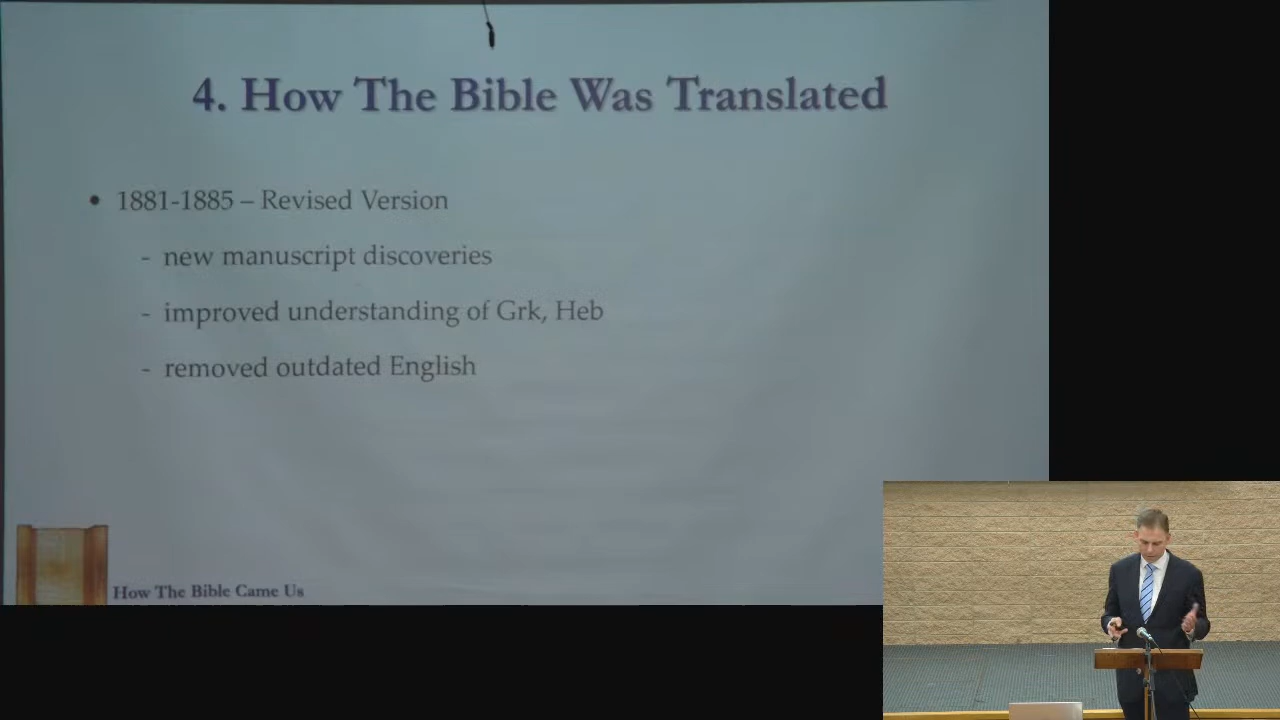 4. How The Bible Was Translated
• 1881-1885 – Revised Version
- new manuscript discoveries
- improved understanding of Grk, Heb
- removed outdated English
How The Bible Came Us